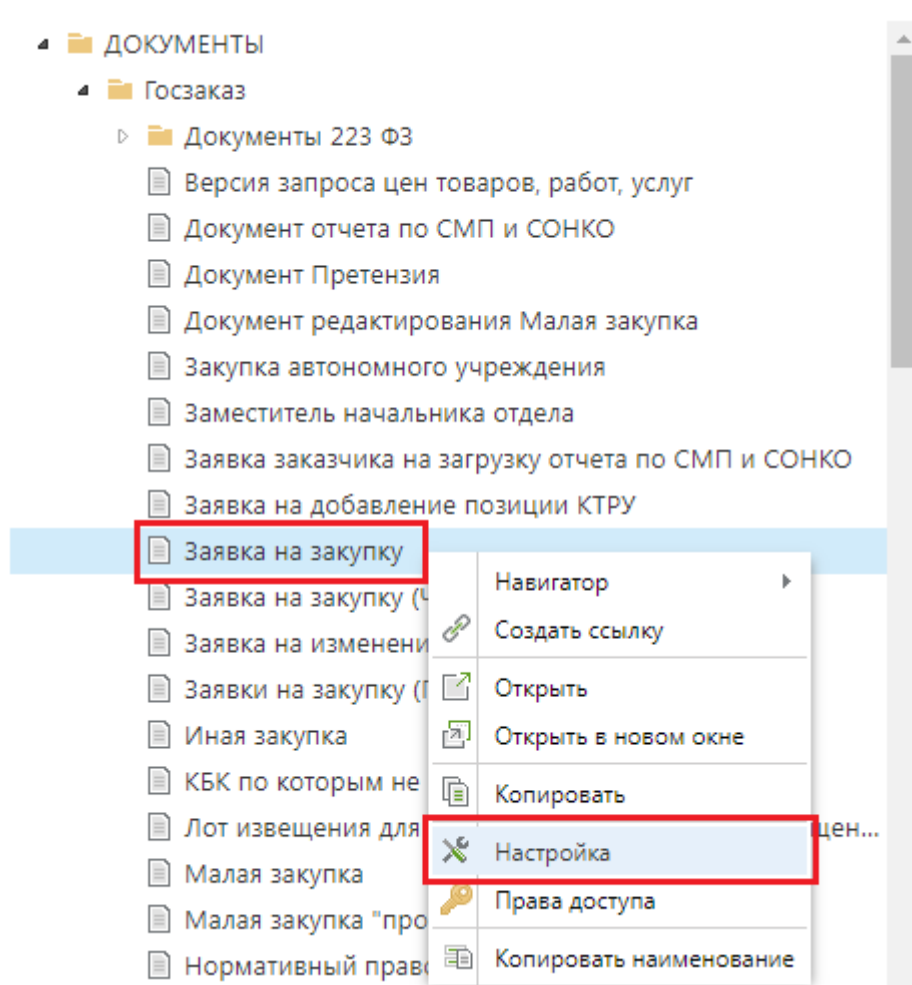 ДОКУМЕНТЫ
Госзаказ
Документы 223 ФЗ
Версия запроса цен товаров, работ, услуг
Документ отчета по СМП и СОНКО
Документ Претензия
Документ редактирования Малая закупка
Закупка автономного учреждения
Заместитель начальника отдела
Заявка заказчика на загрузку отчета по СМП и СОНКО
Заявка на добавление позиции КТРУ
Заявка на закупку
Навигатор
Заявка на закупку (
Создать ссылку
Заявка на изменени
Заявки на закупку (
Открыть
Иная закупка
Открыть в новом окне
КБК по которым не
Копировать
Лот извещения для
щен...
Настройка
Малая закупка
Права доступа
Малая закупка "про
Нормативный право
Копировать наименование